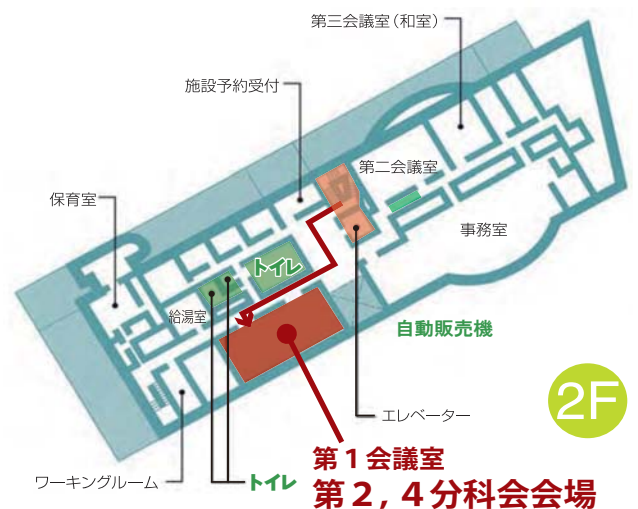 第三会議室（和室）
施設予約受付
第二会議室
保育室
事務室
トイレ
給湯室
自動販売機
2F
エレベーター
第１会議室
ワーキングルーム
トイレ
第２，４分科会会場